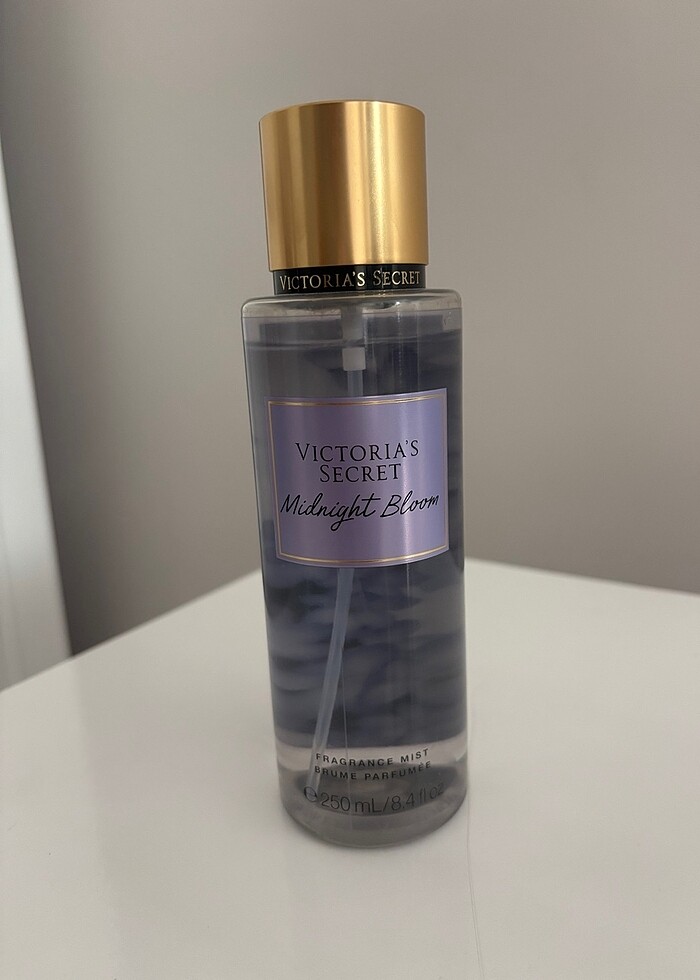 VICTORIA'S SECRET
VICTORIA'S
SECRET
Midnight Bloom
FRAGRANCE MIST
BRUME PARFUMÉE
℮ 250 mL/8.4 fl oz